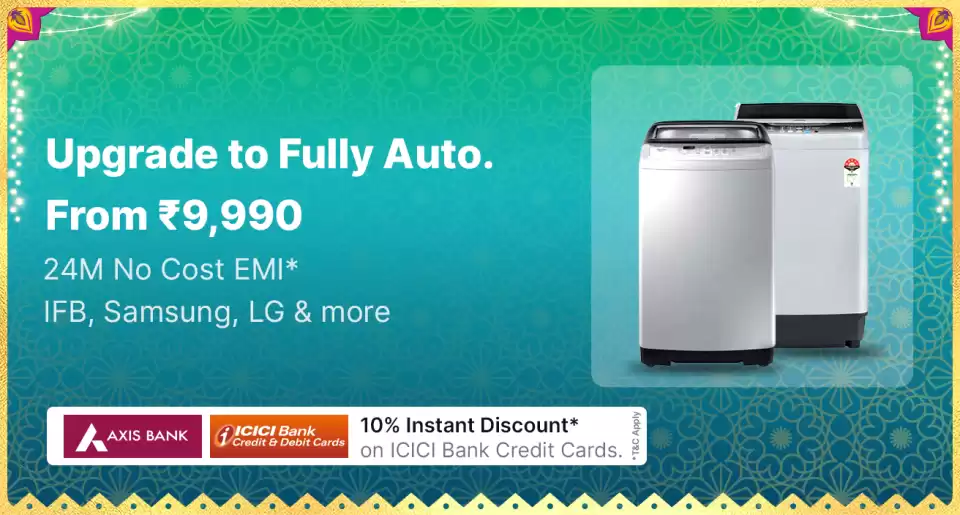 Upgrade to Fully Auto.
From ₹9,990
24M No Cost EMI*
IFB, Samsung, LG & more
AXIS BANK
ICICI Bank
Credit & Debit Cards
10% Instant Discount*
on ICICI Bank Credit Cards.
*T&C Apply